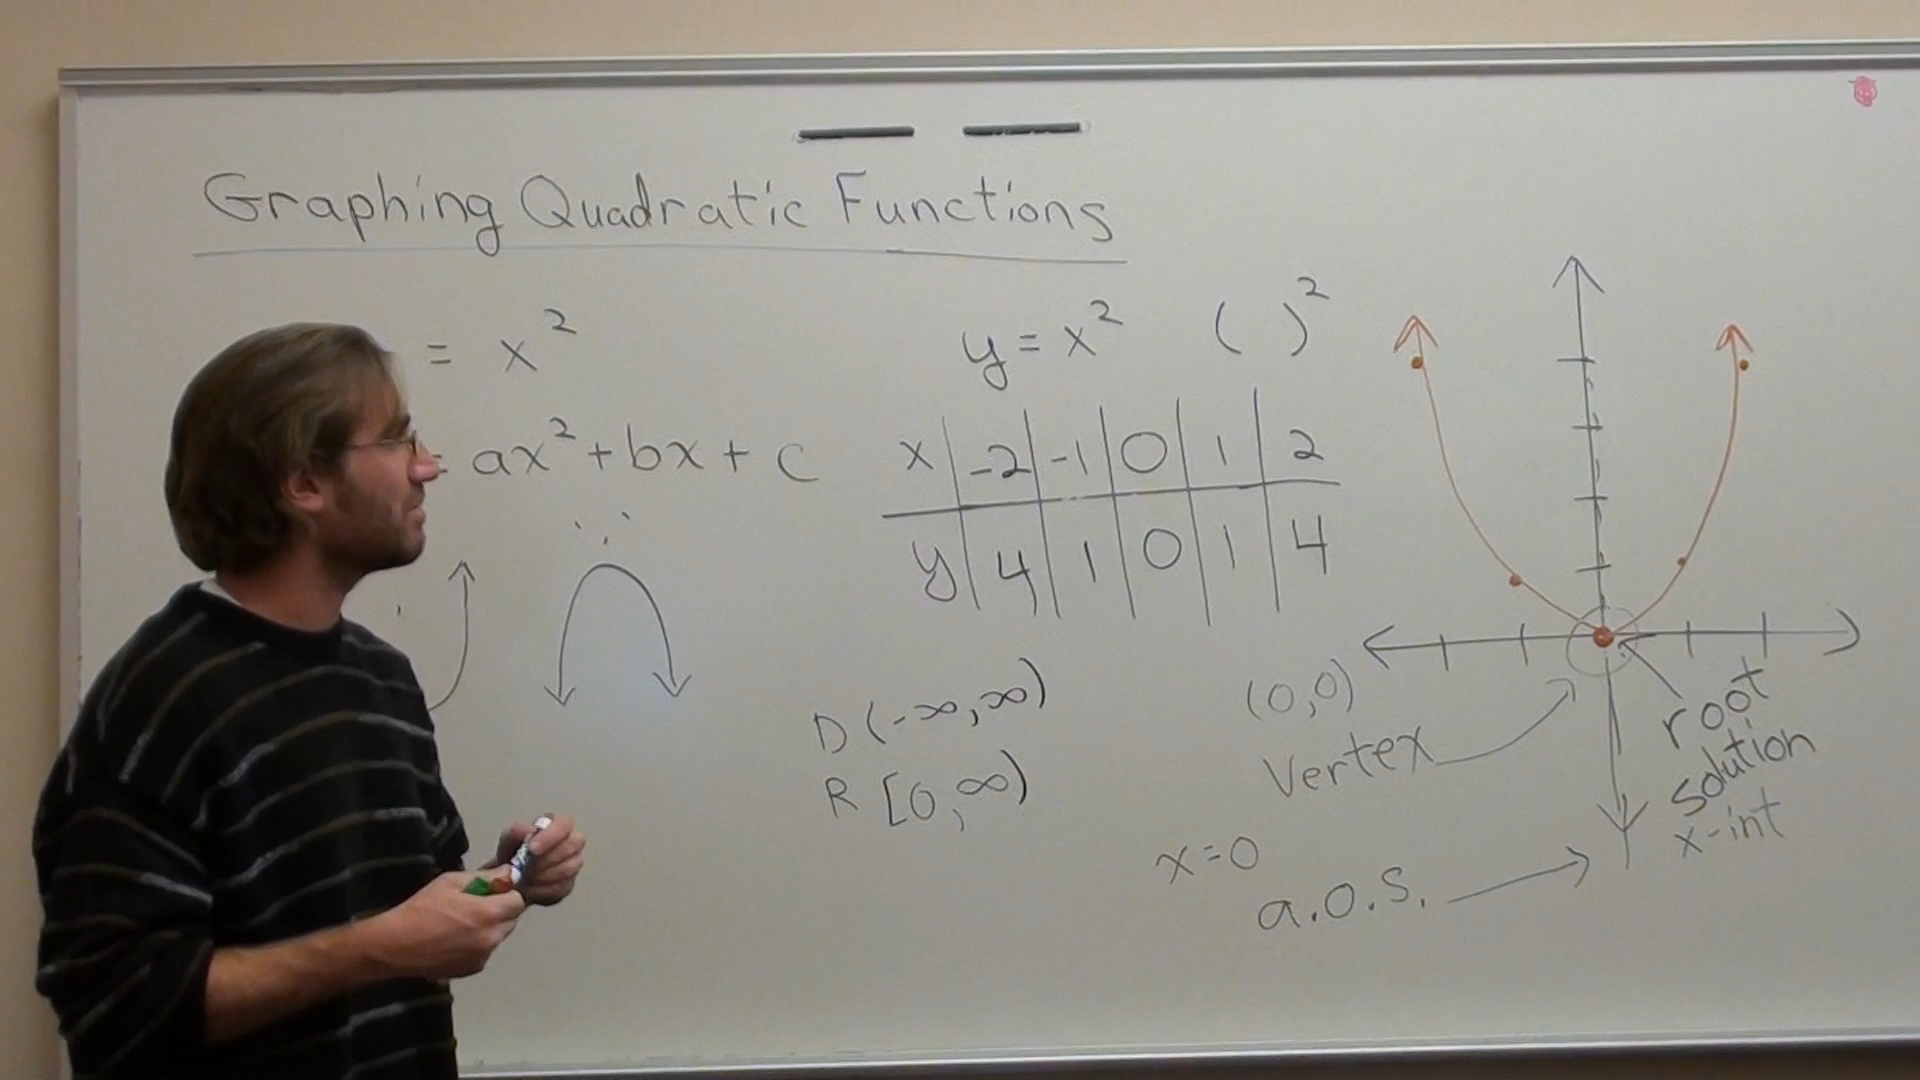 Graphing Quadratic Functions
= x²
= ax² + bx + c
y = x² ( )²
x -2 -1 0 1 2
y 4 1 0 1 4
D (-∞, ∞)
R [0, ∞)
(0,0)
Vertex
x=0
a.o.s.
root
solution
x-int